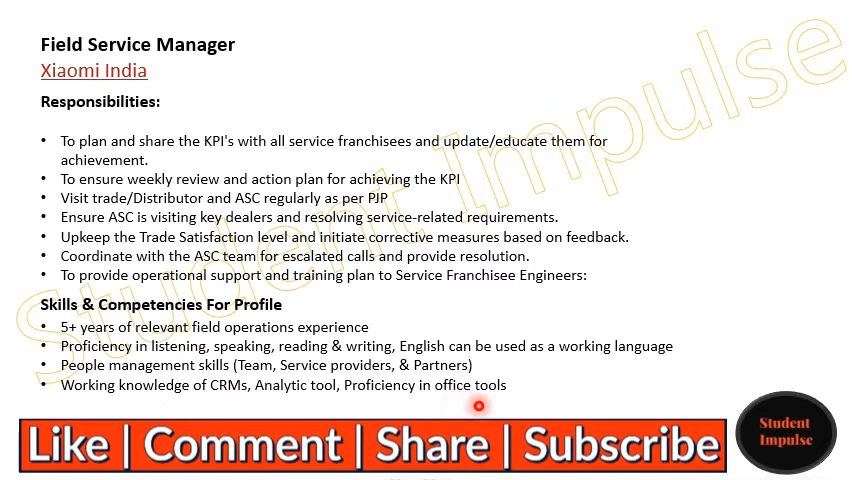 Field Service Manager
Xiaomi India
Responsibilities:
• To plan and share the KPI's with all service franchisees and update/educate them for
achievement.
• To ensure weekly review and action plan for achieving the KPI
• Visit trade/Distributor and ASC regularly as per PJP
• Ensure ASC is visiting key dealers and resolving service-related requirements.
• Upkeep the Trade Satisfaction level and initiate corrective measures based on feedback.
• Coordinate with the ASC team for escalated calls and provide resolution.
• To provide operational support and training plan to Service Franchisee Engineers:
Skills & Competencies For Profile
• 5+ years of relevant field operations experience
• Proficiency in listening, speaking, reading & writing, English can be used as a working language
• People management skills (Team, Service providers, & Partners)
• Working knowledge of CRMs, Analytic tool, Proficiency in office tools
Student Impulse
Like | Comment | Share | Subscribe
Student
Impulse